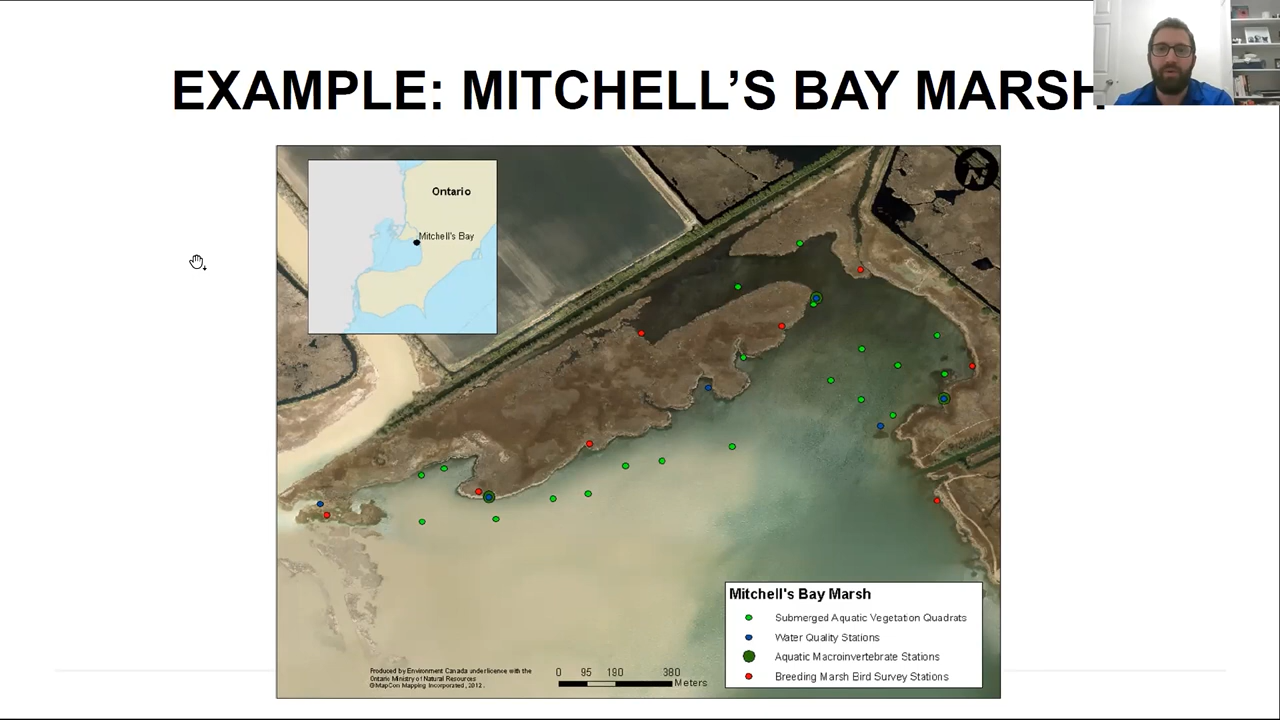 EXAMPLE: MITCHELL'S BAY MARSH
Ontario
Mitchell's Bay
N
Mitchell's Bay Marsh
Submerged Aquatic Vegetation Quadrats
Water Quality Stations
Aquatic Macroinvertebrate Stations
Breeding Marsh Bird Survey Stations
Produced by Environment Canada under licence with the
Ontario Ministry of Natural Resources
©MapCon Mapping Incorporated, 2012.
0 95 190 380
Meters